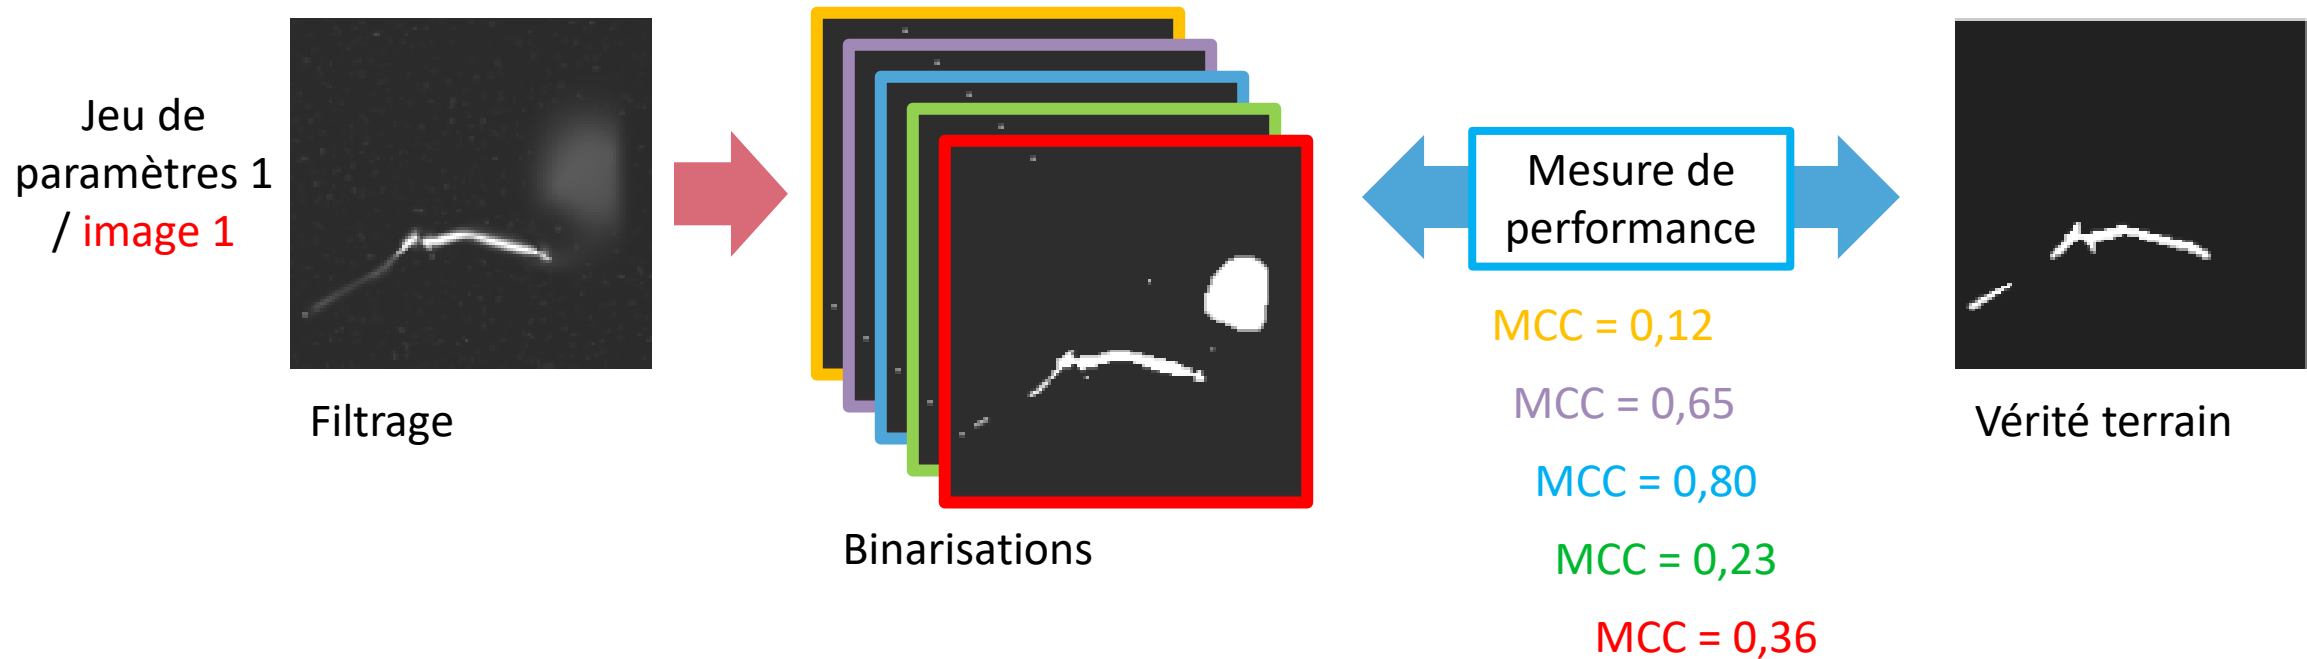 Jeu de
paramètres 1
/ image 1
Filtrage
Binarisations
Mesure de
performance
MCC = 0,12
MCC = 0,65
MCC = 0,80
MCC = 0,23
MCC = 0,36
Vérité terrain